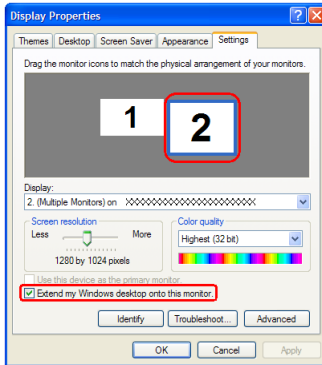 Display Properties
Themes Desktop Screen Saver Appearance Settings
Drag the monitor icons to match the physical arrangement of your monitors.
1 2
Display:
2. (Multiple Monitors) on XXXXXXXXXXXXXXXXXXXXXX
Screen resolution
Less More
1280 by 1024 pixels
Color quality
Highest (32 bit)
Use this device as the primary monitor.
Extend my Windows desktop onto this monitor.
Identify Troubleshoot... Advanced
OK Cancel Apply